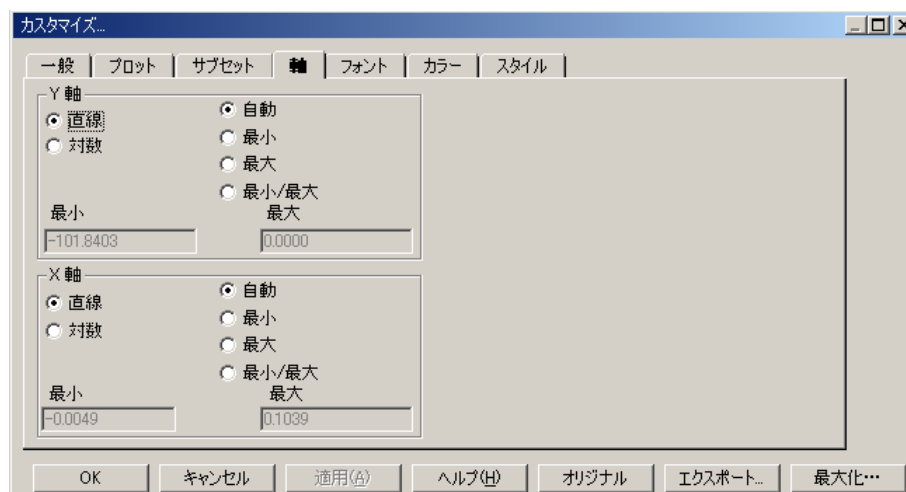 カスタマイズ...
一般 プロット サブセット 軸 フォント カラー スタイル
Y 軸
直線
対数
自動
最小
最大
最小/最大
最小 最大
-101.8403 0.0000
X 軸
直線
対数
自動
最小
最大
最小/最大
最小 最大
-0.0049 0.1039
OK キャンセル 適用(A) ヘルプ(H) オリジナル エクスポート... 最大化…